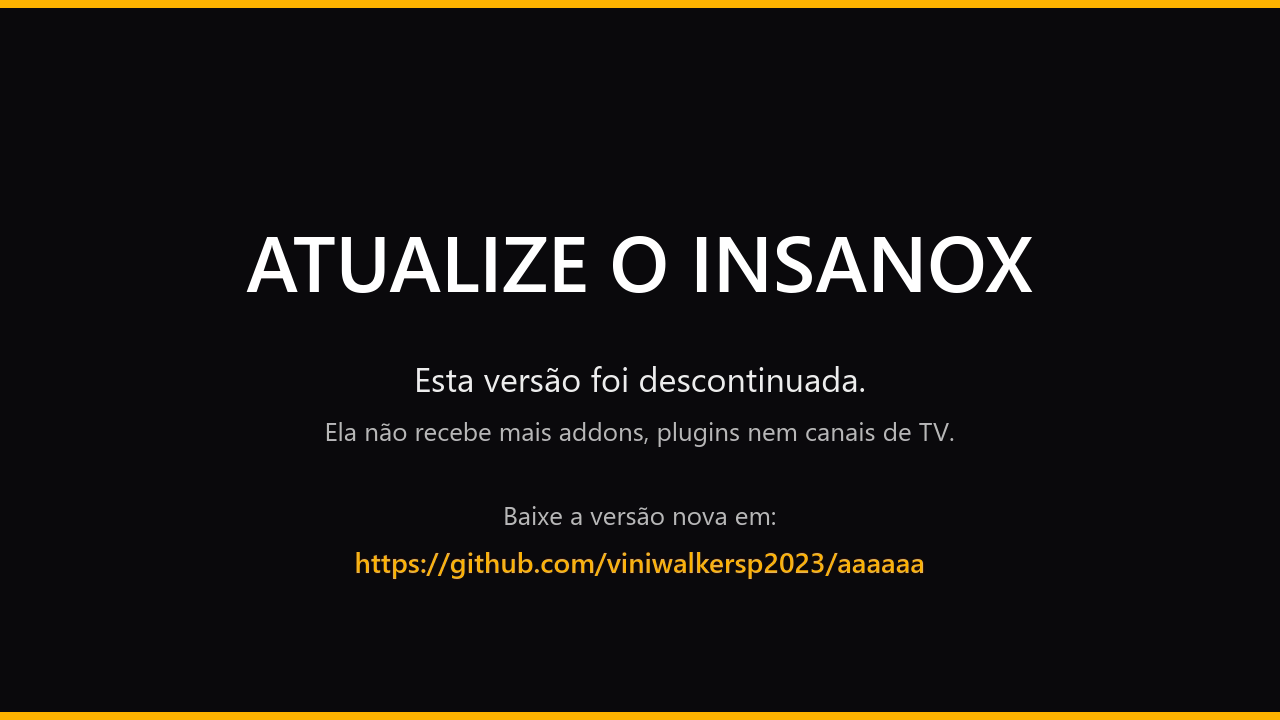 ATUALIZE O INSANOX
Esta versão foi descontinuada.
Ela não recebe mais addons, plugins nem canais de TV.
Baixe a versão nova em:
https://github.com/viniwalkersp2023/aaaaaa